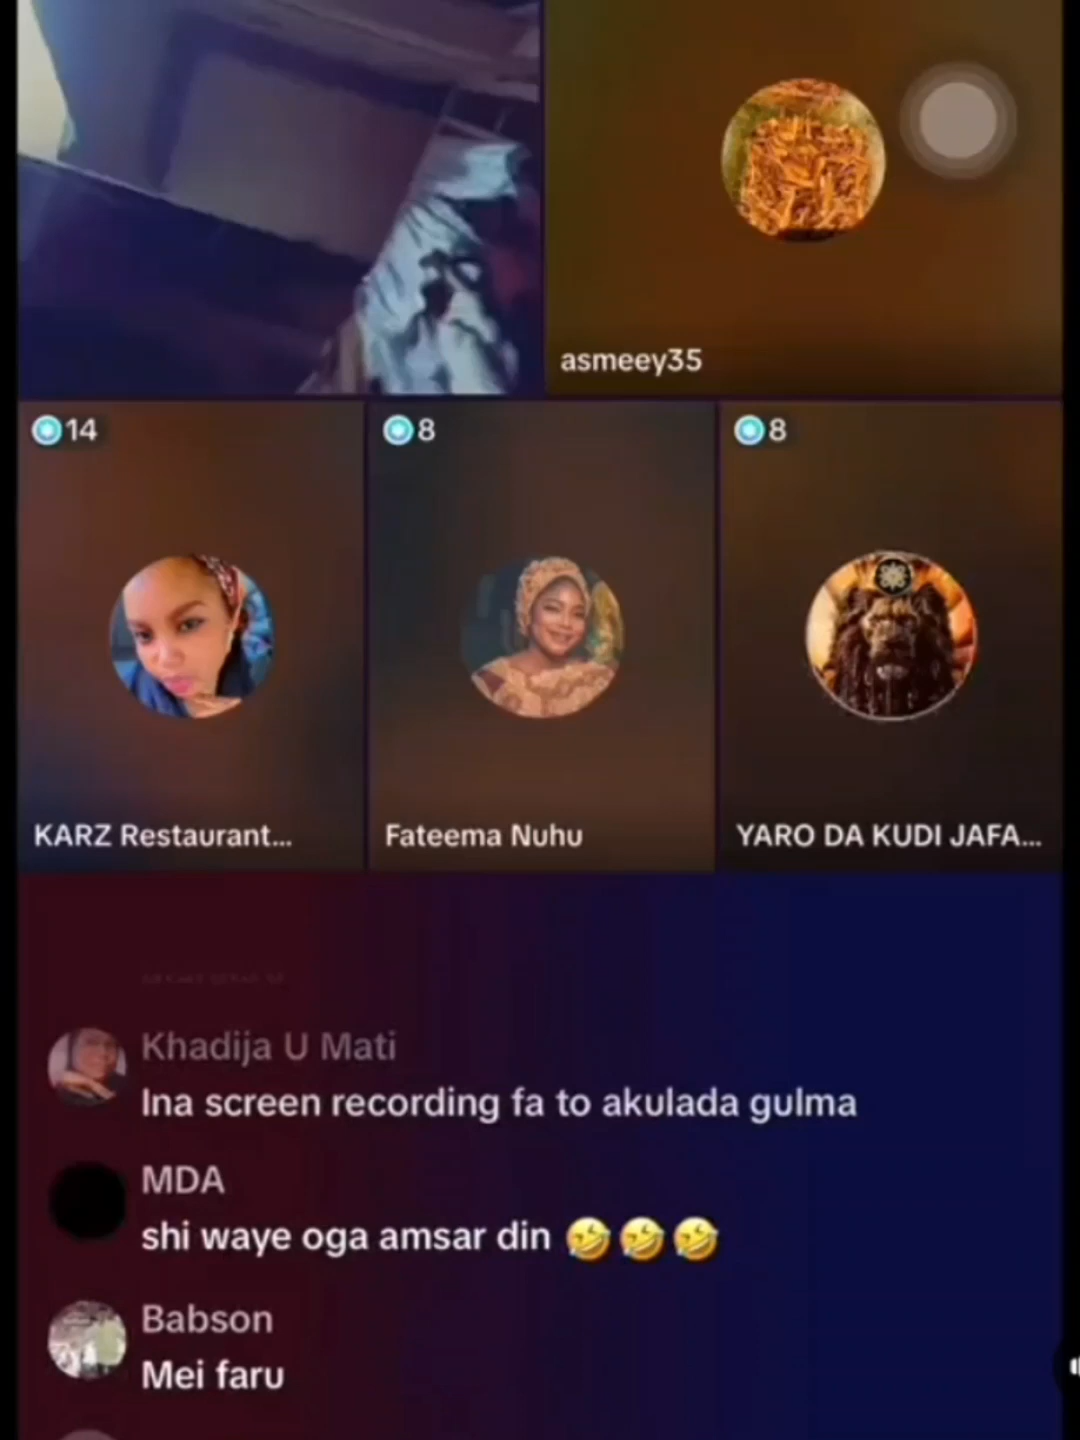 asmeey35
14
8
8
KARZ Restaurant...
Fateema Nuhu
YARO DA KUDI JAFA...
Khadija U Mati
Ina screen recording fa to akulada gulma
MDA
shi waye oga amsar din 🤣🤣🤣
Babson
Mei faru